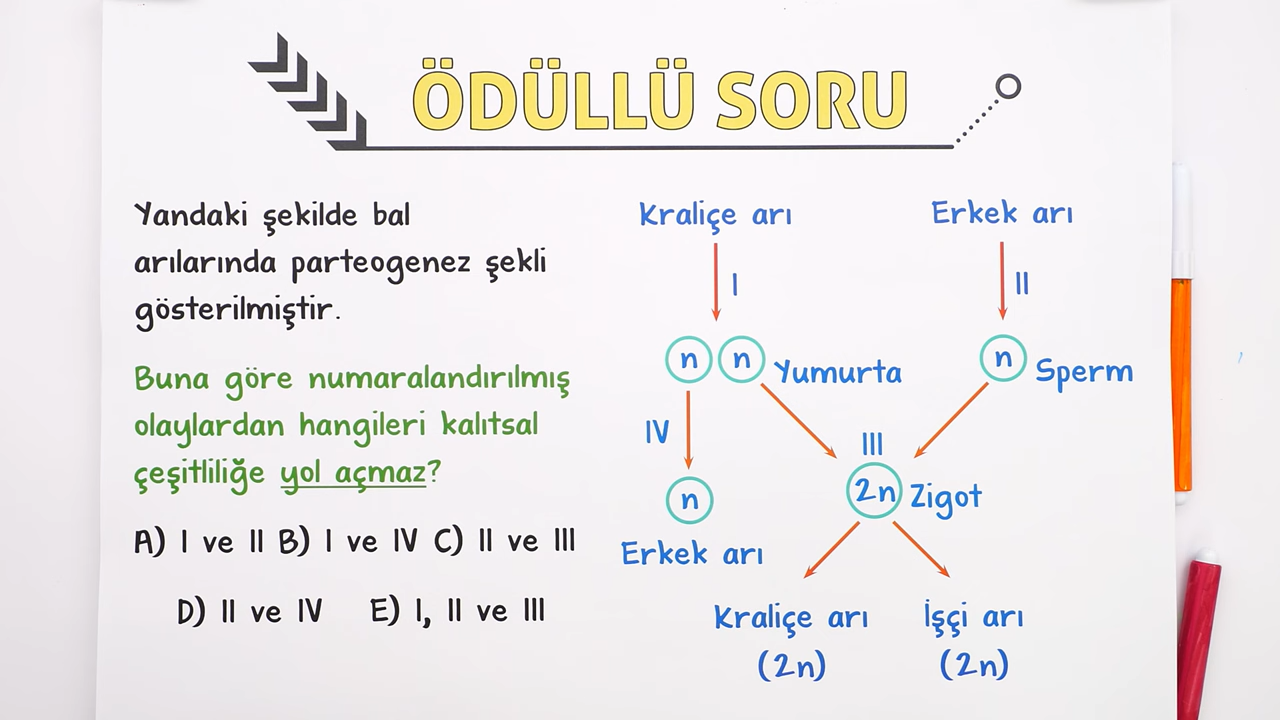 ÖDÜLLÜ SORU
Yandaki şekilde bal
arılarında parteogenez şekli
gösterilmiştir.
Buna göre numaralandırılmış
olaylardan hangileri kalıtsal
çeşitliliğe yol açmaz?
A) I ve II B) I ve IV C) II ve III
D) II ve IV E) I, II ve III
Kraliçe arı
Erkek arı
I
II
n
n
Yumurta
n
Sperm
IV
III
n
2n
Zigot
Erkek arı
Kraliçe arı
(2n)
İşçi arı
(2n)